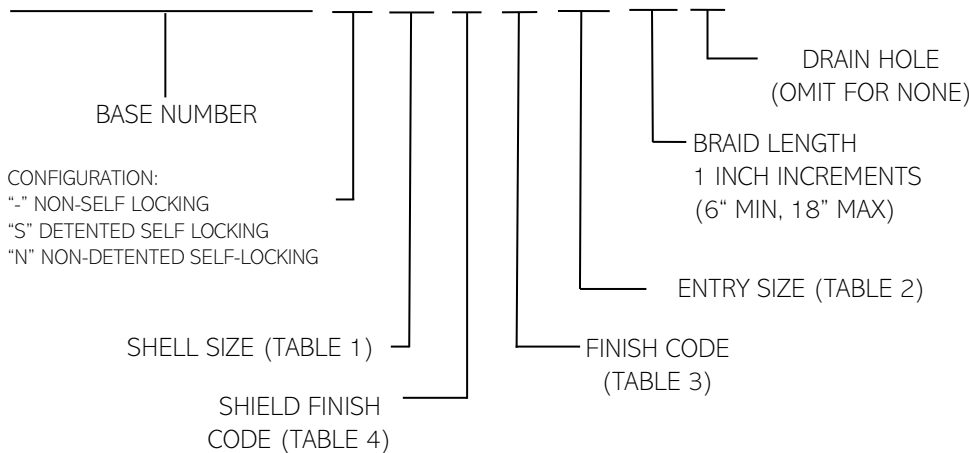 DRAIN HOLE
(OMIT FOR NONE)
BASE NUMBER
BRAID LENGTH
1 INCH INCREMENTS
(6“ MIN, 18” MAX)
CONFIGURATION:
“-” NON-SELF LOCKING
“S” DETENTED SELF LOCKING
“N” NON-DETENTED SELF-LOCKING
ENTRY SIZE (TABLE 2)
SHELL SIZE (TABLE 1)
FINISH CODE
(TABLE 3)
SHIELD FINISH
CODE (TABLE 4)